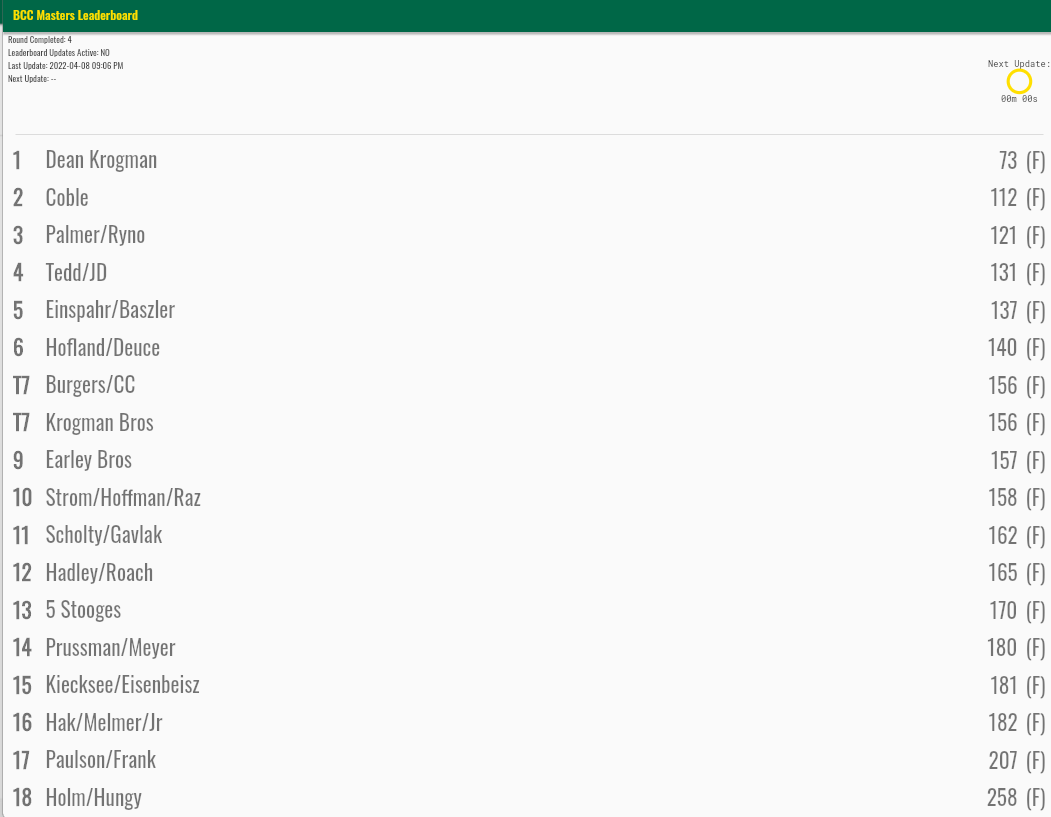 BCC Masters Leaderboard
Round Completed: 4
Leaderboard Updates Active: NO
Last Update: 2022-04-08 09:06 PM
Next Update: --
Next Update:
00m 00s
1 Dean Krogman 73 (F)
2 Coble 112 (F)
3 Palmer/Ryno 121 (F)
4 Tedd/JD 131 (F)
5 Einspahr/Baszler 137 (F)
6 Hofland/Deuce 140 (F)
T7 Burgers/CC 156 (F)
T7 Krogman Bros 156 (F)
9 Earley Bros 157 (F)
10 Strom/Hoffman/Raz 158 (F)
11 Scholty/Gavlak 162 (F)
12 Hadley/Roach 165 (F)
13 5 Stooges 170 (F)
14 Prussman/Meyer 180 (F)
15 Kiecksee/Eisenbeisz 181 (F)
16 Hak/Melmer/Jr 182 (F)
17 Paulson/Frank 207 (F)
18 Holm/Hungy 258 (F)